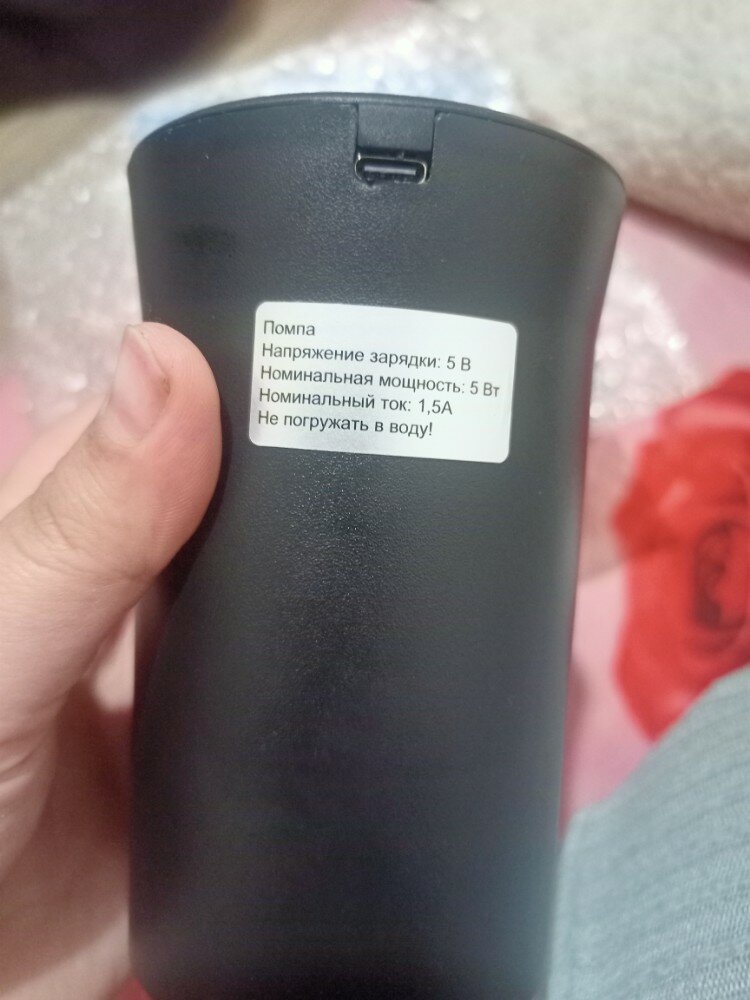 Помпа
Напряжение зарядки: 5 В
Номинальная мощность: 5 Вт
Номинальный ток: 1,5А
Не погружать в воду!